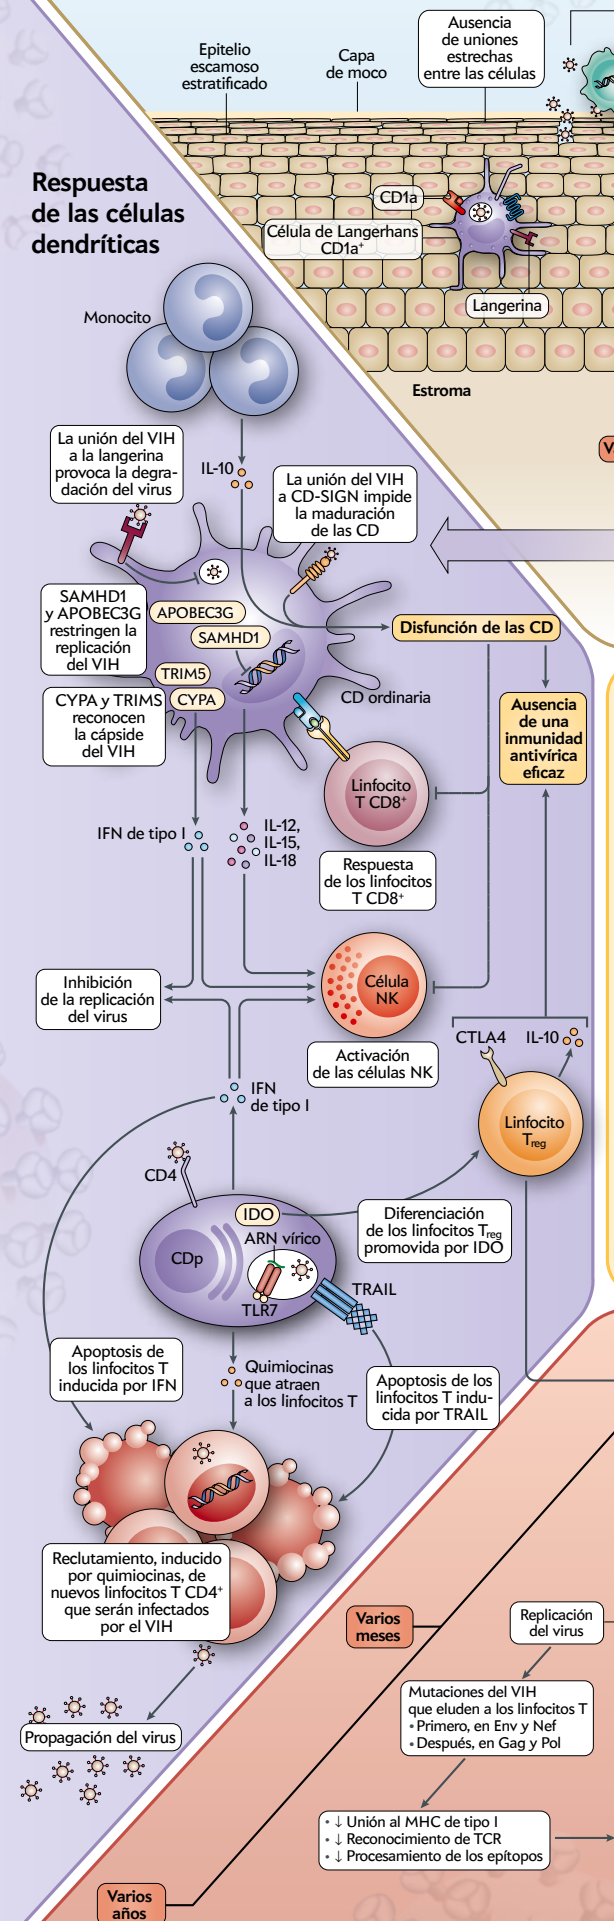 Ausencia
de uniones
estrechas
entre las células
Epitelio
escamoso
estratificado
Capa
de moco
Respuesta
de las células
dendríticas
CD1a
Célula de Langerhans
CD1a⁺
Langerina
Estroma
Monocito
La unión del VIH
a la langerina
provoca la degra-
dación del virus
IL-10
La unión del VIH
a CD-SIGN impide
la maduración
de las CD
SAMHD1
y APOBEC3G
restringen la
replicación
del VIH
APOBEC3G
SAMHD1
TRIM5
CYPA
CYPA y TRIMS
reconocen
la cápside
del VIH
Disfunción de las CD
CD ordinaria
Ausencia
de una
inmunidad
antivírica
eficaz
Linfocito
T CD8⁺
IFN de tipo I
IL-12,
IL-15,
IL-18
Respuesta
de los linfocitos
T CD8⁺
Inhibición
de la replicación
del virus
Célula
NK
Activación
de las células NK
CTLA4
IL-10
IFN
de tipo I
Linfocito
Treg
CD4
IDO
ARN vírico
CDp
TLR7
Diferenciación
de los linfocitos Treg
promovida por IDO
TRAIL
Apoptosis de
los linfocitos T
inducida por IFN
Quimiocinas
que atraen
a los linfocitos T
Apoptosis de los
linfocitos T indu-
cida por TRAIL
Reclutamiento, inducido
por quimiocinas, de
nuevos linfocitos T CD4⁺
que serán infectados
por el VIH
Propagación del virus
Varios
meses
Replicación
del virus
Mutaciones del VIH
que eluden a los linfocitos T
• Primero, en Env y Nef
• Después, en Gag y Pol
• ↓ Unión al MHC de tipo I
• ↓ Reconocimiento de TCR
• ↓ Procesamiento de los epítopos
Varios
años